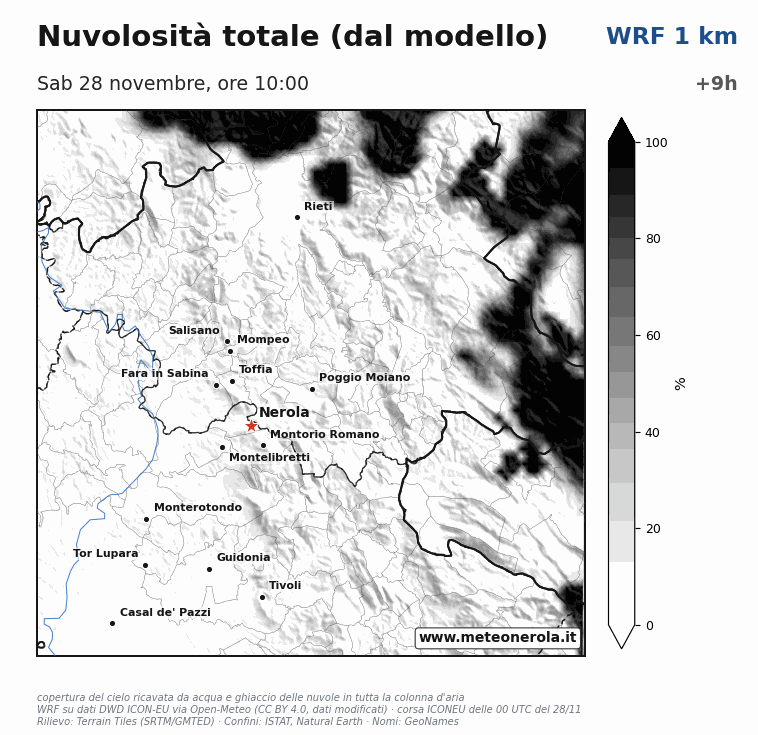 Nuvolosità totale (dal modello)
WRF 1 km
Sab 28 novembre, ore 10:00
+9h
Rieti
Salisano
Mompeo
Toffia
Fara in Sabina
Poggio Moiano
Nerola
Montorio Romano
Montelibretti
Monterotondo
Tor Lupara
Guidonia
Tivoli
Casal de' Pazzi
www.meteonerola.it
100
80
60
40
20
0
%
copertura del cielo ricavata da acqua e ghiaccio delle nuvole in tutta la colonna d'aria
WRF su dati DWD ICON-EU via Open-Meteo (CC BY 4.0, dati modificati) · corsa ICONEU delle 00 UTC del 28/11
Rilievo: Terrain Tiles (SRTM/GMTED) · Confini: ISTAT, Natural Earth · Nomi: GeoNames